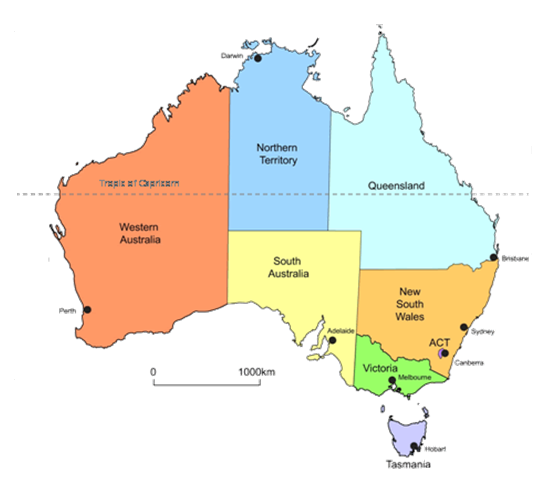 Darwin
Northern
Territory
Tropic of Capricorn
Queensland
Western
Australia
South
Australia
Brisbane
New
South
Wales
Perth
Adelaide
Sydney
ACT
Canberra
Victoria
Melbourne
0 1000km
Hobart
Tasmania